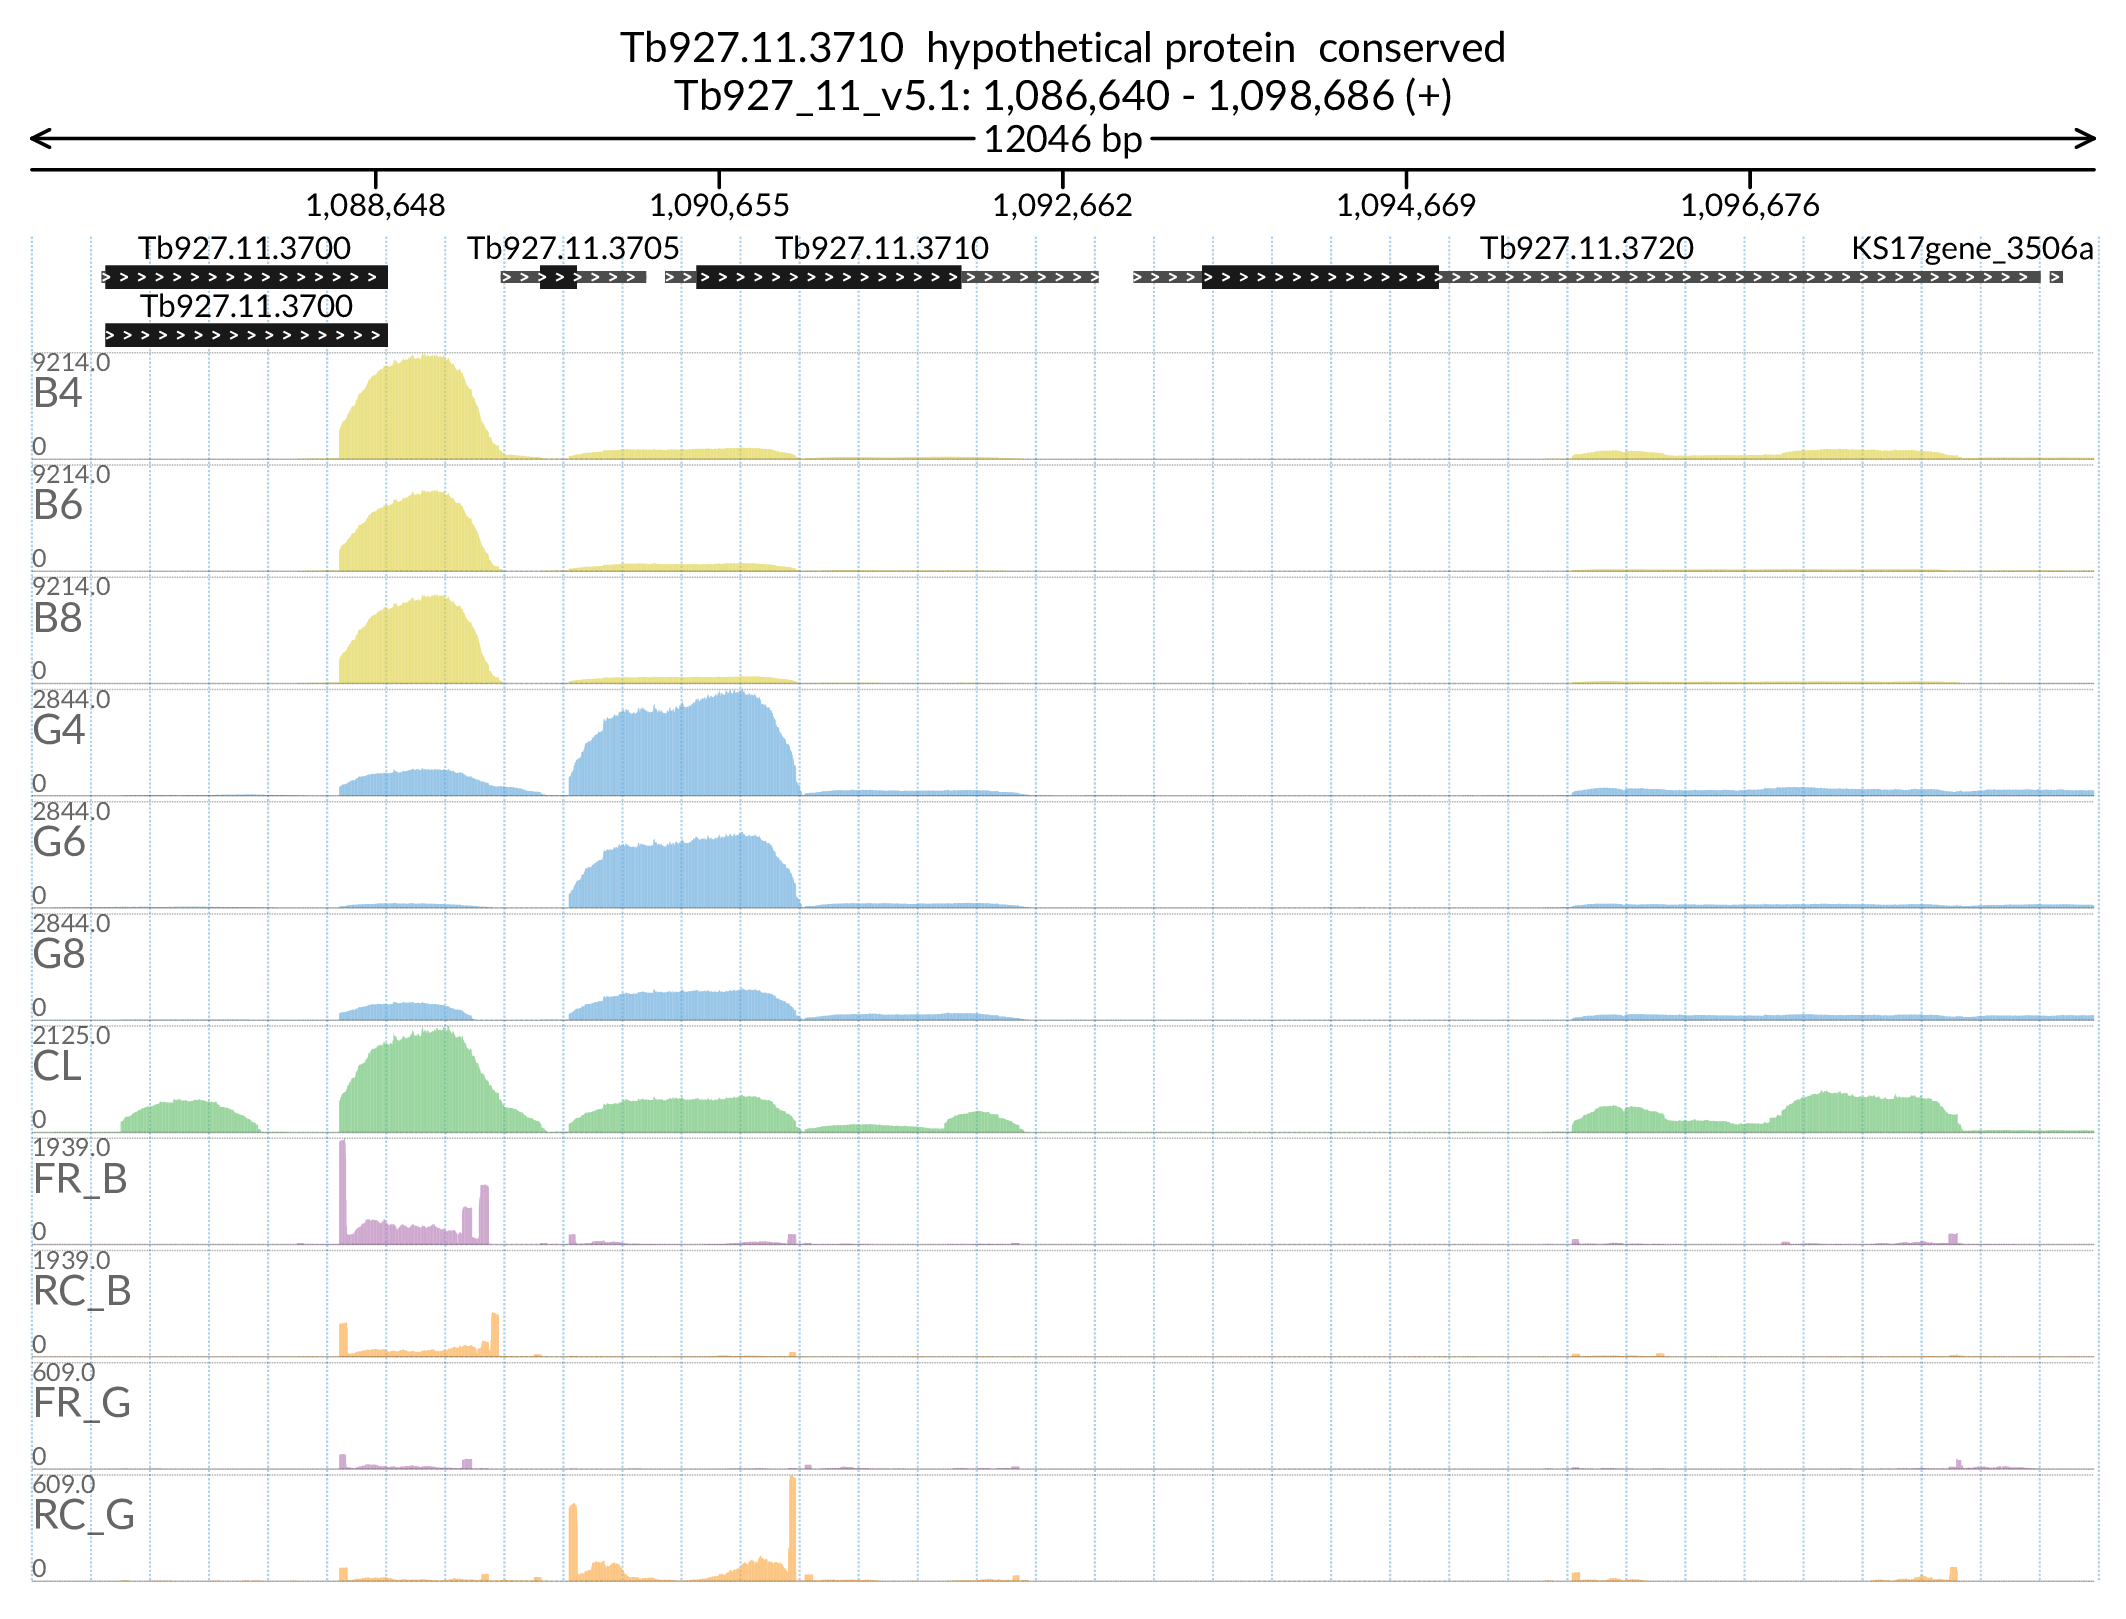 Tb927.11.3710  hypothetical protein  conserved
Tb927_11_v5.1: 1,086,640 - 1,098,686 (+)
12046 bp
1,088,648 1,090,655 1,092,662 1,094,669 1,096,676
Tb927.11.3700 Tb927.11.3705 Tb927.11.3710 Tb927.11.3720 KS17gene_3506a
Tb927.11.3700
9214.0
B4
0
9214.0
B6
0
9214.0
B8
0
2844.0
G4
0
2844.0
G6
0
2844.0
G8
0
2125.0
CL
0
1939.0
FR_B
0
1939.0
RC_B
0
609.0
FR_G
0
609.0
RC_G
0